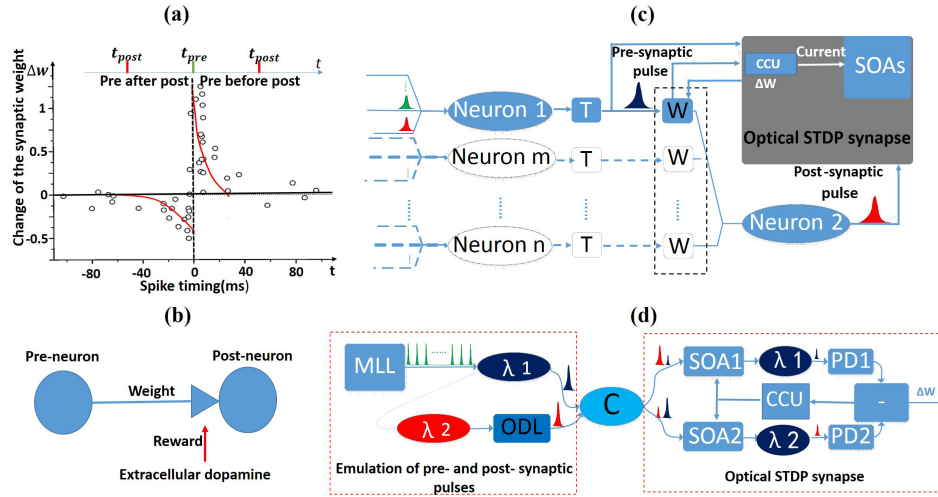 (a)
t_post t_pre t_post t
Δw Pre after post Pre before post
Change of the synaptic weight
1
0.5
0
-0.5
-80 -40 0 40 80 t
Spike timing(ms)
(b)
Pre-neuron
Post-neuron
Weight
Reward
Extracellular dopamine
(c)
Pre-synaptic
pulse
Neuron 1 T W
Neuron m T W
Neuron n T W
CCU Current SOAs
ΔW
Optical STDP synapse
Post-synaptic
pulse
Neuron 2
(d)
MLL λ 1
λ 2 ODL
C
Emulation of pre- and post- synaptic
pulses
SOA1 λ 1 PD1
CCU - ΔW
SOA2 λ 2 PD2
Optical STDP synapse